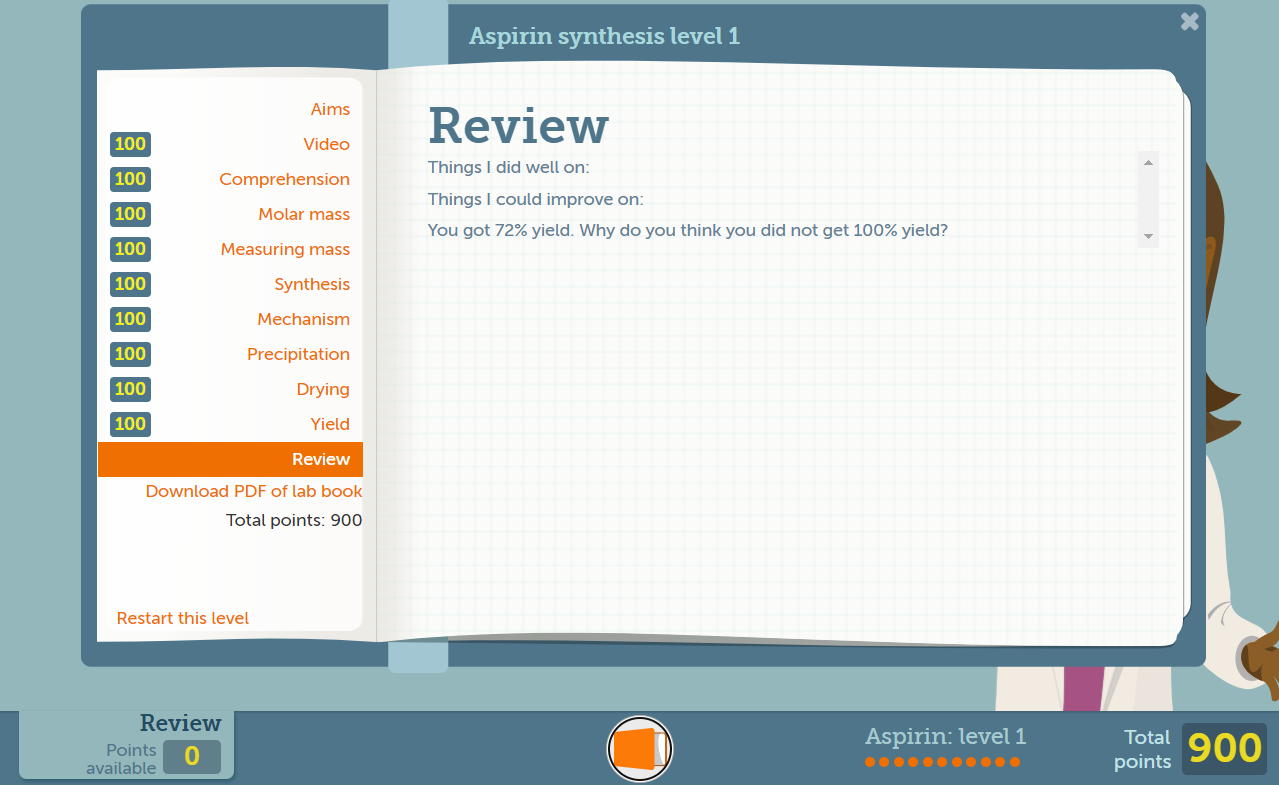 Aspirin synthesis level 1
Aims
100 Video
100 Comprehension
100 Molar mass
100 Measuring mass
100 Synthesis
100 Mechanism
100 Precipitation
100 Drying
100 Yield
Review
Download PDF of lab book
Total points: 900
Restart this level
Review
Things I did well on:
Things I could improve on:
You got 72% yield. Why do you think you did not get 100% yield?
Review
Points
available
0
Aspirin: level 1
Total
points
900